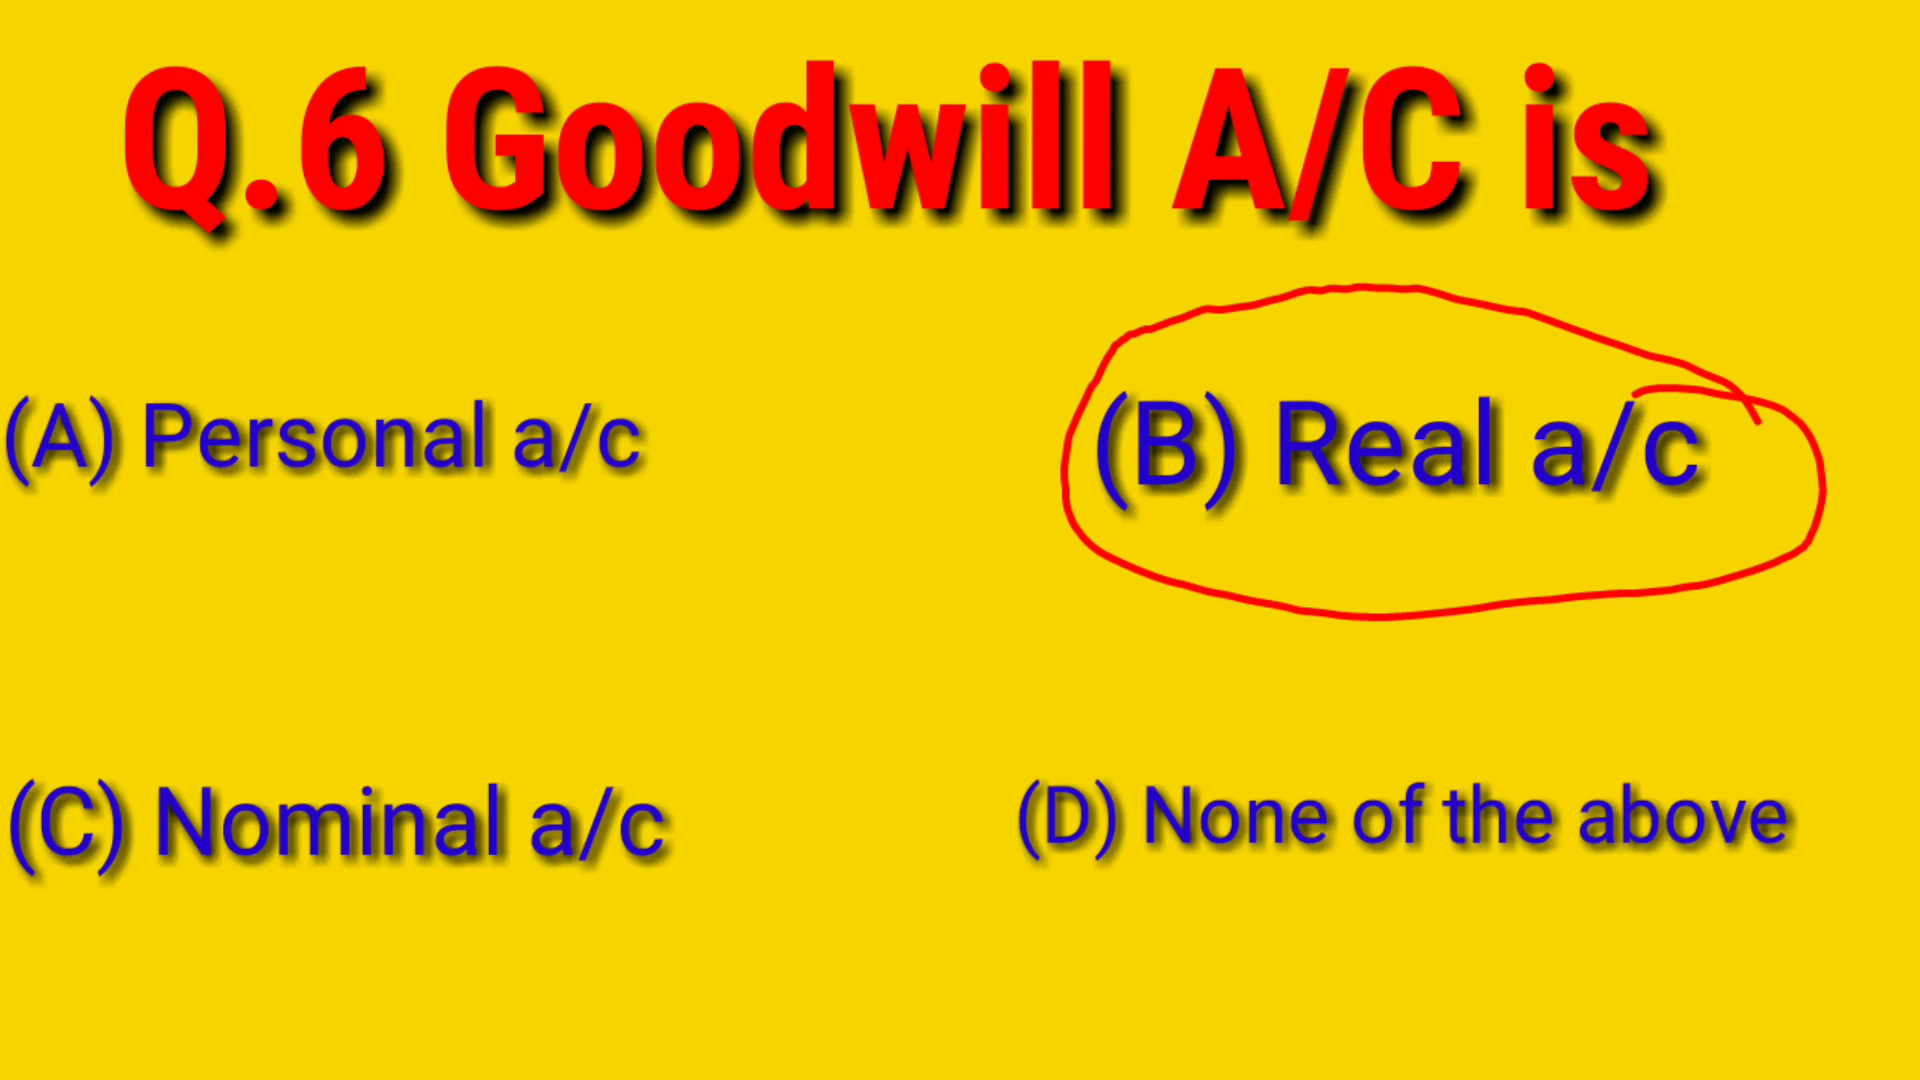 Q.6 Goodwill A/C is
(A) Personal a/c
(B) Real a/c
(C) Nominal a/c
(D) None of the above